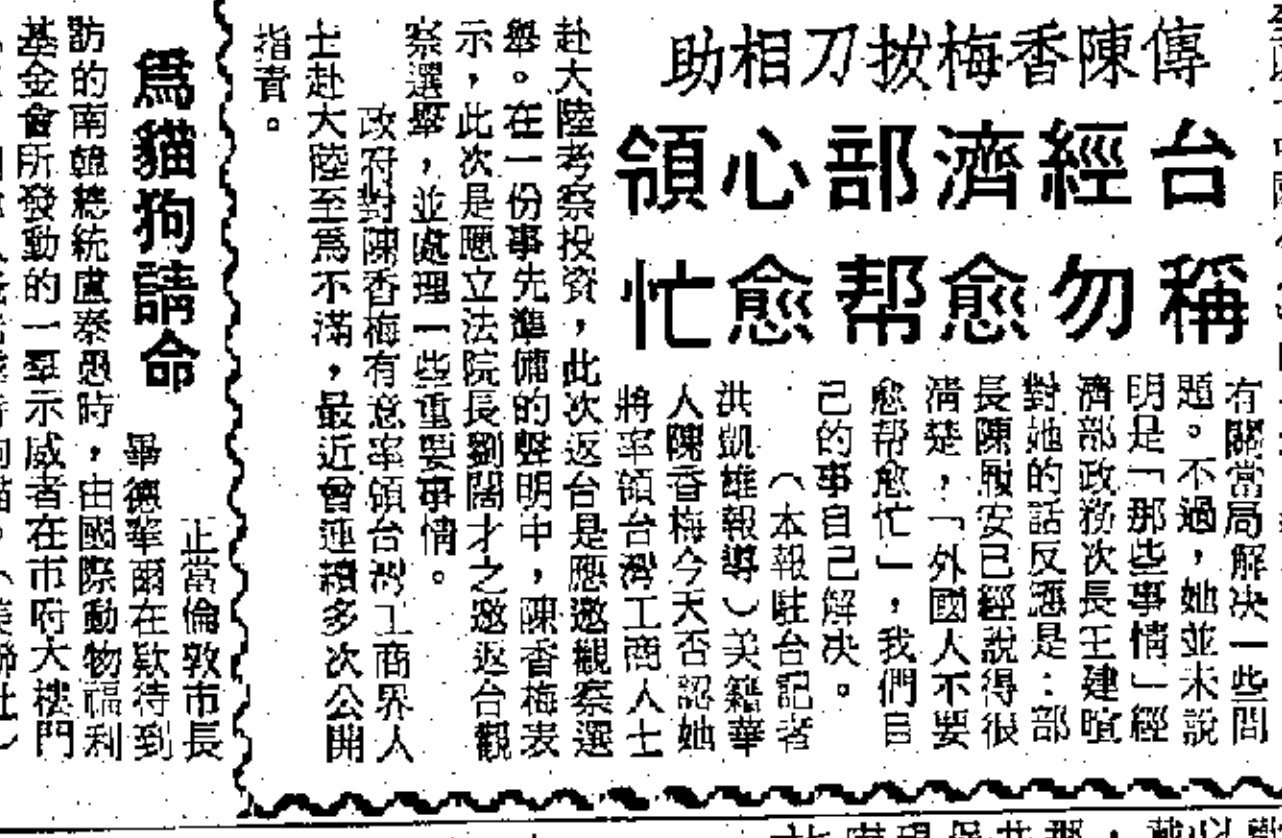 傳陳香梅拔刀相助
台經濟部心領
稱勿愈帮愈忙
有關當局解决一些問
題。不過，她並未說
明是「那些事情」經
濟部政務次長王建暄
對她的話反應是：部
長陳履安已經說得很
清楚，「外國人不要
愈帮愈忙」，我們自
己的事自己解决。
（本報駐台記者
洪凱雄報導）美籍華
人陳香梅今天否認她
將率領台灣工商人士
赴大陸考察投資，此次返台是應邀觀察選
舉。在一份事先準備的聲明中，陳香梅表
示，此次是應立法院長劉闊才之邀返台觀
察選舉，並處理一些重要事情。
政府對陳香梅有意率領台灣工商界人
士赴大陸至爲不滿，最近曾連續多次公開
指責。
爲貓狗請命
正當倫敦市長
畢德華爾在欵待到
訪的南韓總統盧泰愚時，由國際動物福利
基金會所發動的一羣示威者在市府大樓門